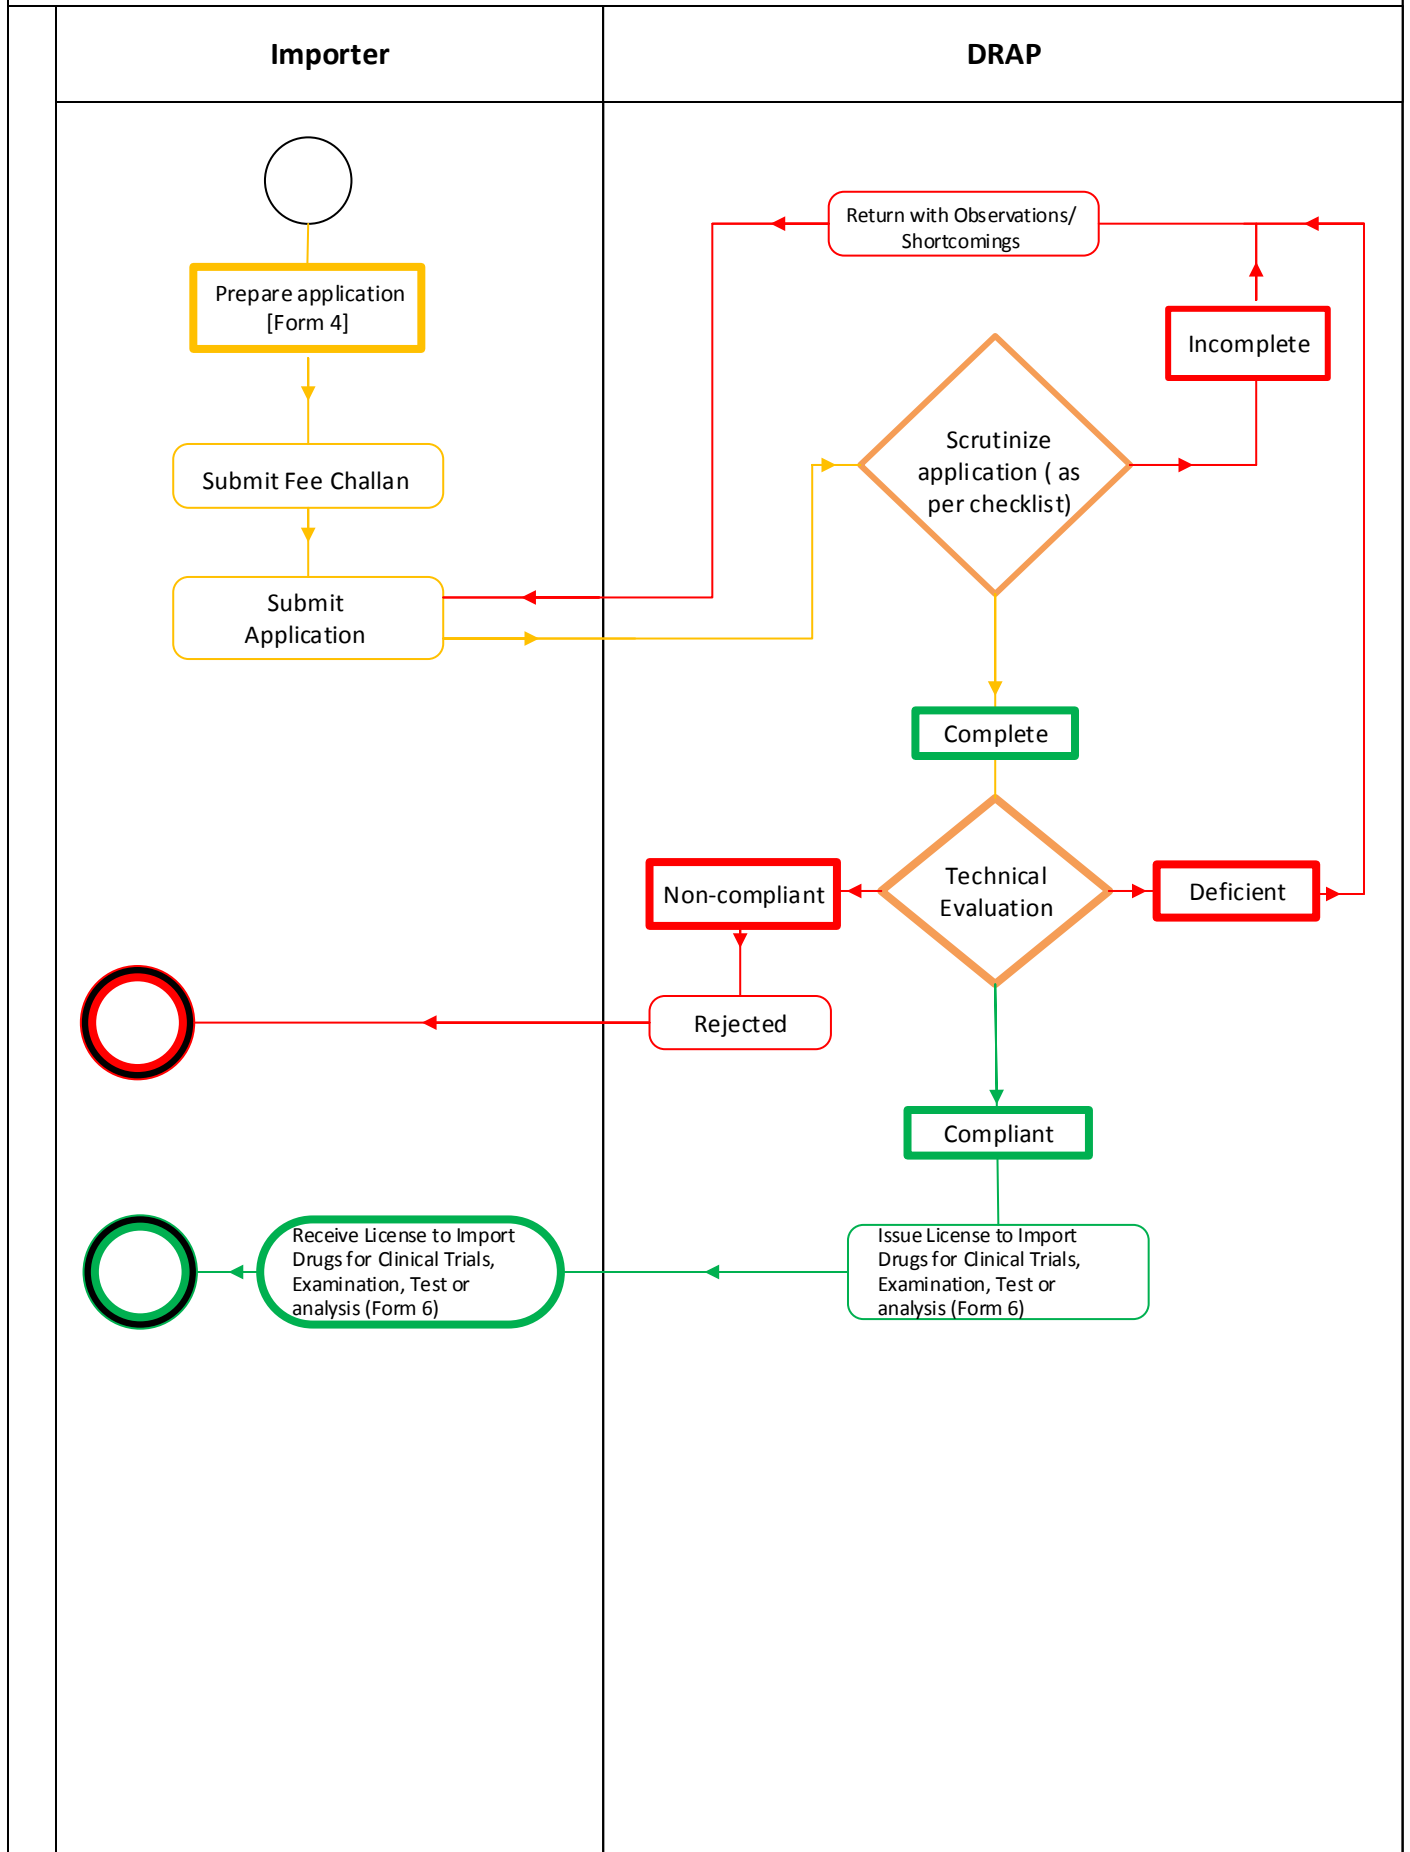 Importer
DRAP
Return with Observations/
Shortcomings
Prepare application
[Form 4]
Incomplete
Scrutinize
application ( as
per checklist)
Submit Fee Challan
Submit
Application
Complete
Technical
Evaluation
Non-compliant
Deficient
Rejected
Compliant
Receive License to Import
Drugs for Clinical Trials,
Examination, Test or
analysis (Form 6)
Issue License to Import
Drugs for Clinical Trials,
Examination, Test or
analysis (Form 6)